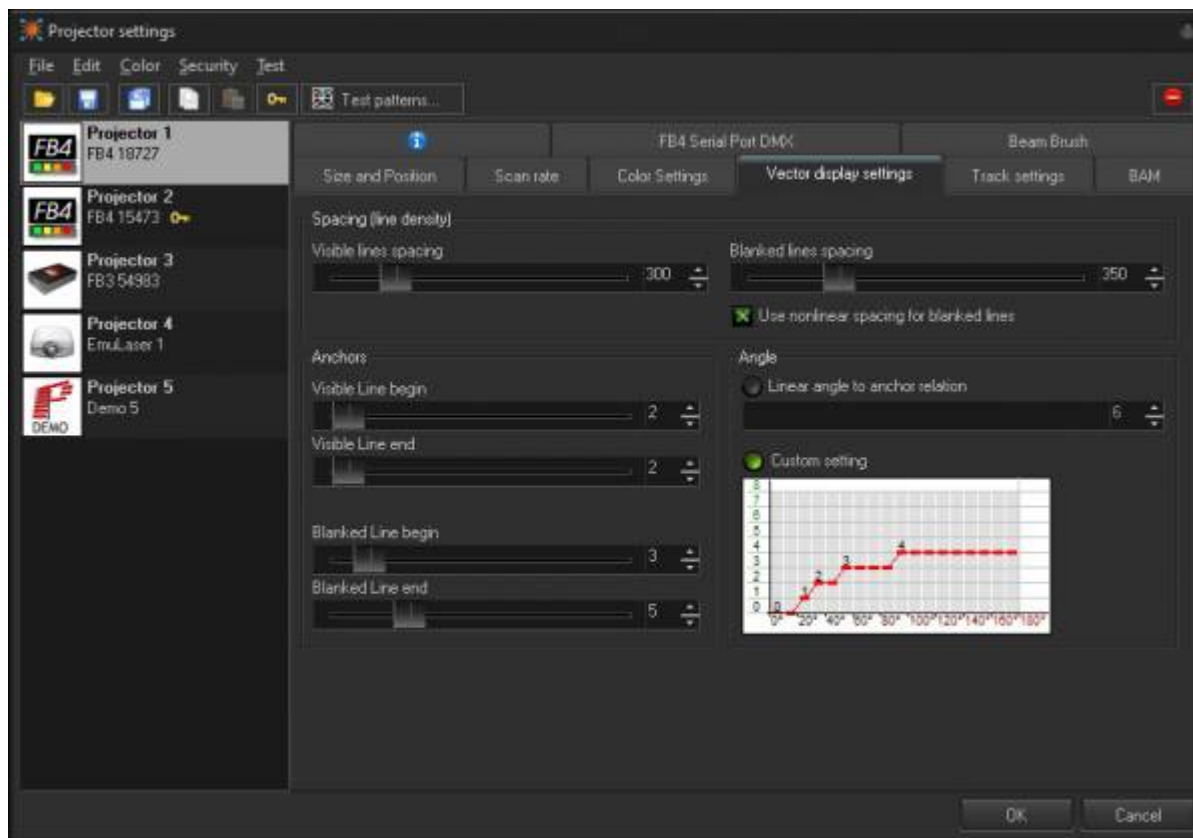 Projector settings
File Edit Color Security Test
Test patterns...
FB4
Projector 1
FB4 18727
FB4
Projector 2
FB4 15473
Projector 3
FB3 54983
Projector 4
EmuLaser 1
DEMO
Projector 5
Demo 5
FB4 Serial Port DMX Beam Brush
Size and Position Scan rate Color Settings Vector display settings Track settings BAM
Spacing (line density)
Visible lines spacing
300
Blanked lines spacing
350
Use nonlinear spacing for blanked lines
Anchors
Visible Line begin
2
Visible Line end
2
Blanked Line begin
3
Blanked Line end
5
Angle
Linear angle to anchor relation
6
Custom setting
8
7
6
5
4
3
2
1
0
0 1 2 3 4
0° 20° 40° 60° 80° 100° 120° 140° 160° 180°
OK Cancel